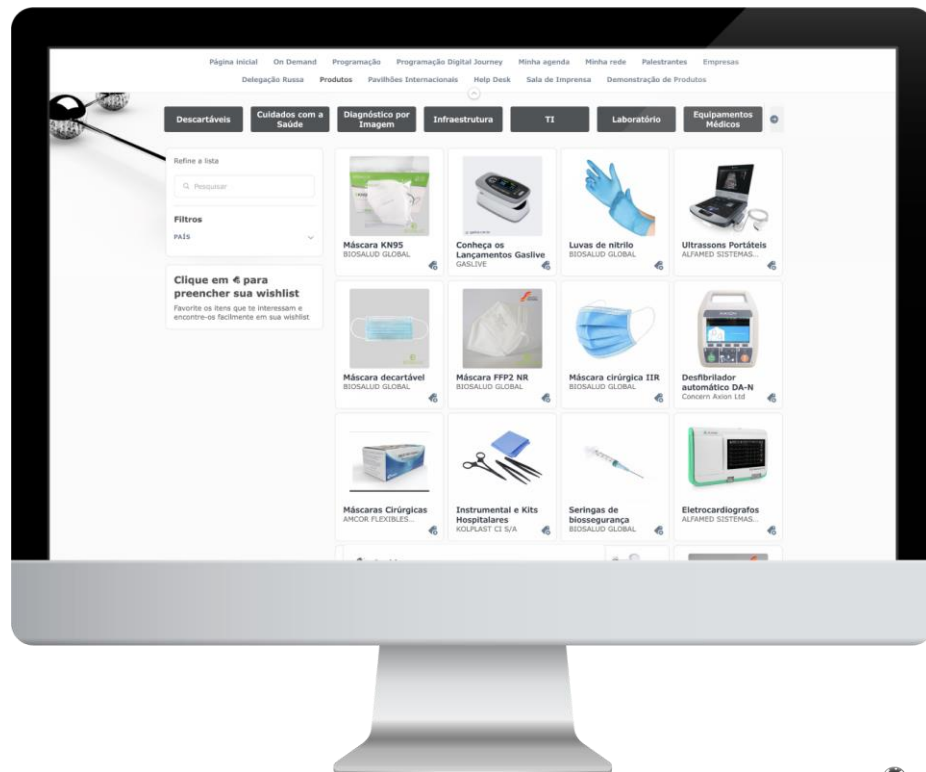 Página inicial On Demand Programação Programação Digital Journey Minha agenda Minha rede Palestrantes Empresas
Delegação Russa Produtos Pavilhões Internacionais Help Desk Sala de Imprensa Demonstração de Produtos
Descartáveis
Cuidados com a
Saúde
Diagnóstico por
Imagem
Infraestrutura
TI
Laboratório
Equipamentos
Médicos
Refine a lista
Pesquisar
Filtros
PAÍS
Clique em para
preencher sua wishlist
Favorite os itens que te interessam e
encontre-os facilmente em sua wishlist
Máscara KN95
BIOSALUD GLOBAL
Conheça os
Lançamentos Gaslive
GASLIVE
Luvas de nitrilo
BIOSALUD GLOBAL
Ultrassons Portáteis
ALFAMED SISTEMAS...
Máscara decartável
BIOSALUD GLOBAL
Máscara FFP2 NR
BIOSALUD GLOBAL
Máscara cirúrgica IIR
BIOSALUD GLOBAL
Desfibrilador
automático DA-N
Concern Axion Ltd
Máscaras Cirúrgicas
AMCOR FLEXIBLES...
Instrumental e Kits
Hospitalares
KOLPLAST CI S/A
Seringas de
biossegurança
BIOSALUD GLOBAL
Eletrocardiografos
ALFAMED SISTEMAS...